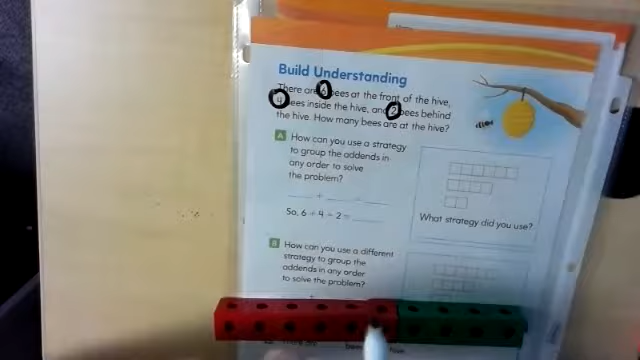 Build Understanding
There are 6 bees at the front of the hive,
4 bees inside the hive, and 2 bees behind
the hive. How many bees are at the hive?
A How can you use a strategy
to group the addends in
any order to solve
the problem?
+
So, 6 + 4 + 2 =
What strategy did you use?
B How can you use a different
strategy to group the
addends in any order
to solve the problem?